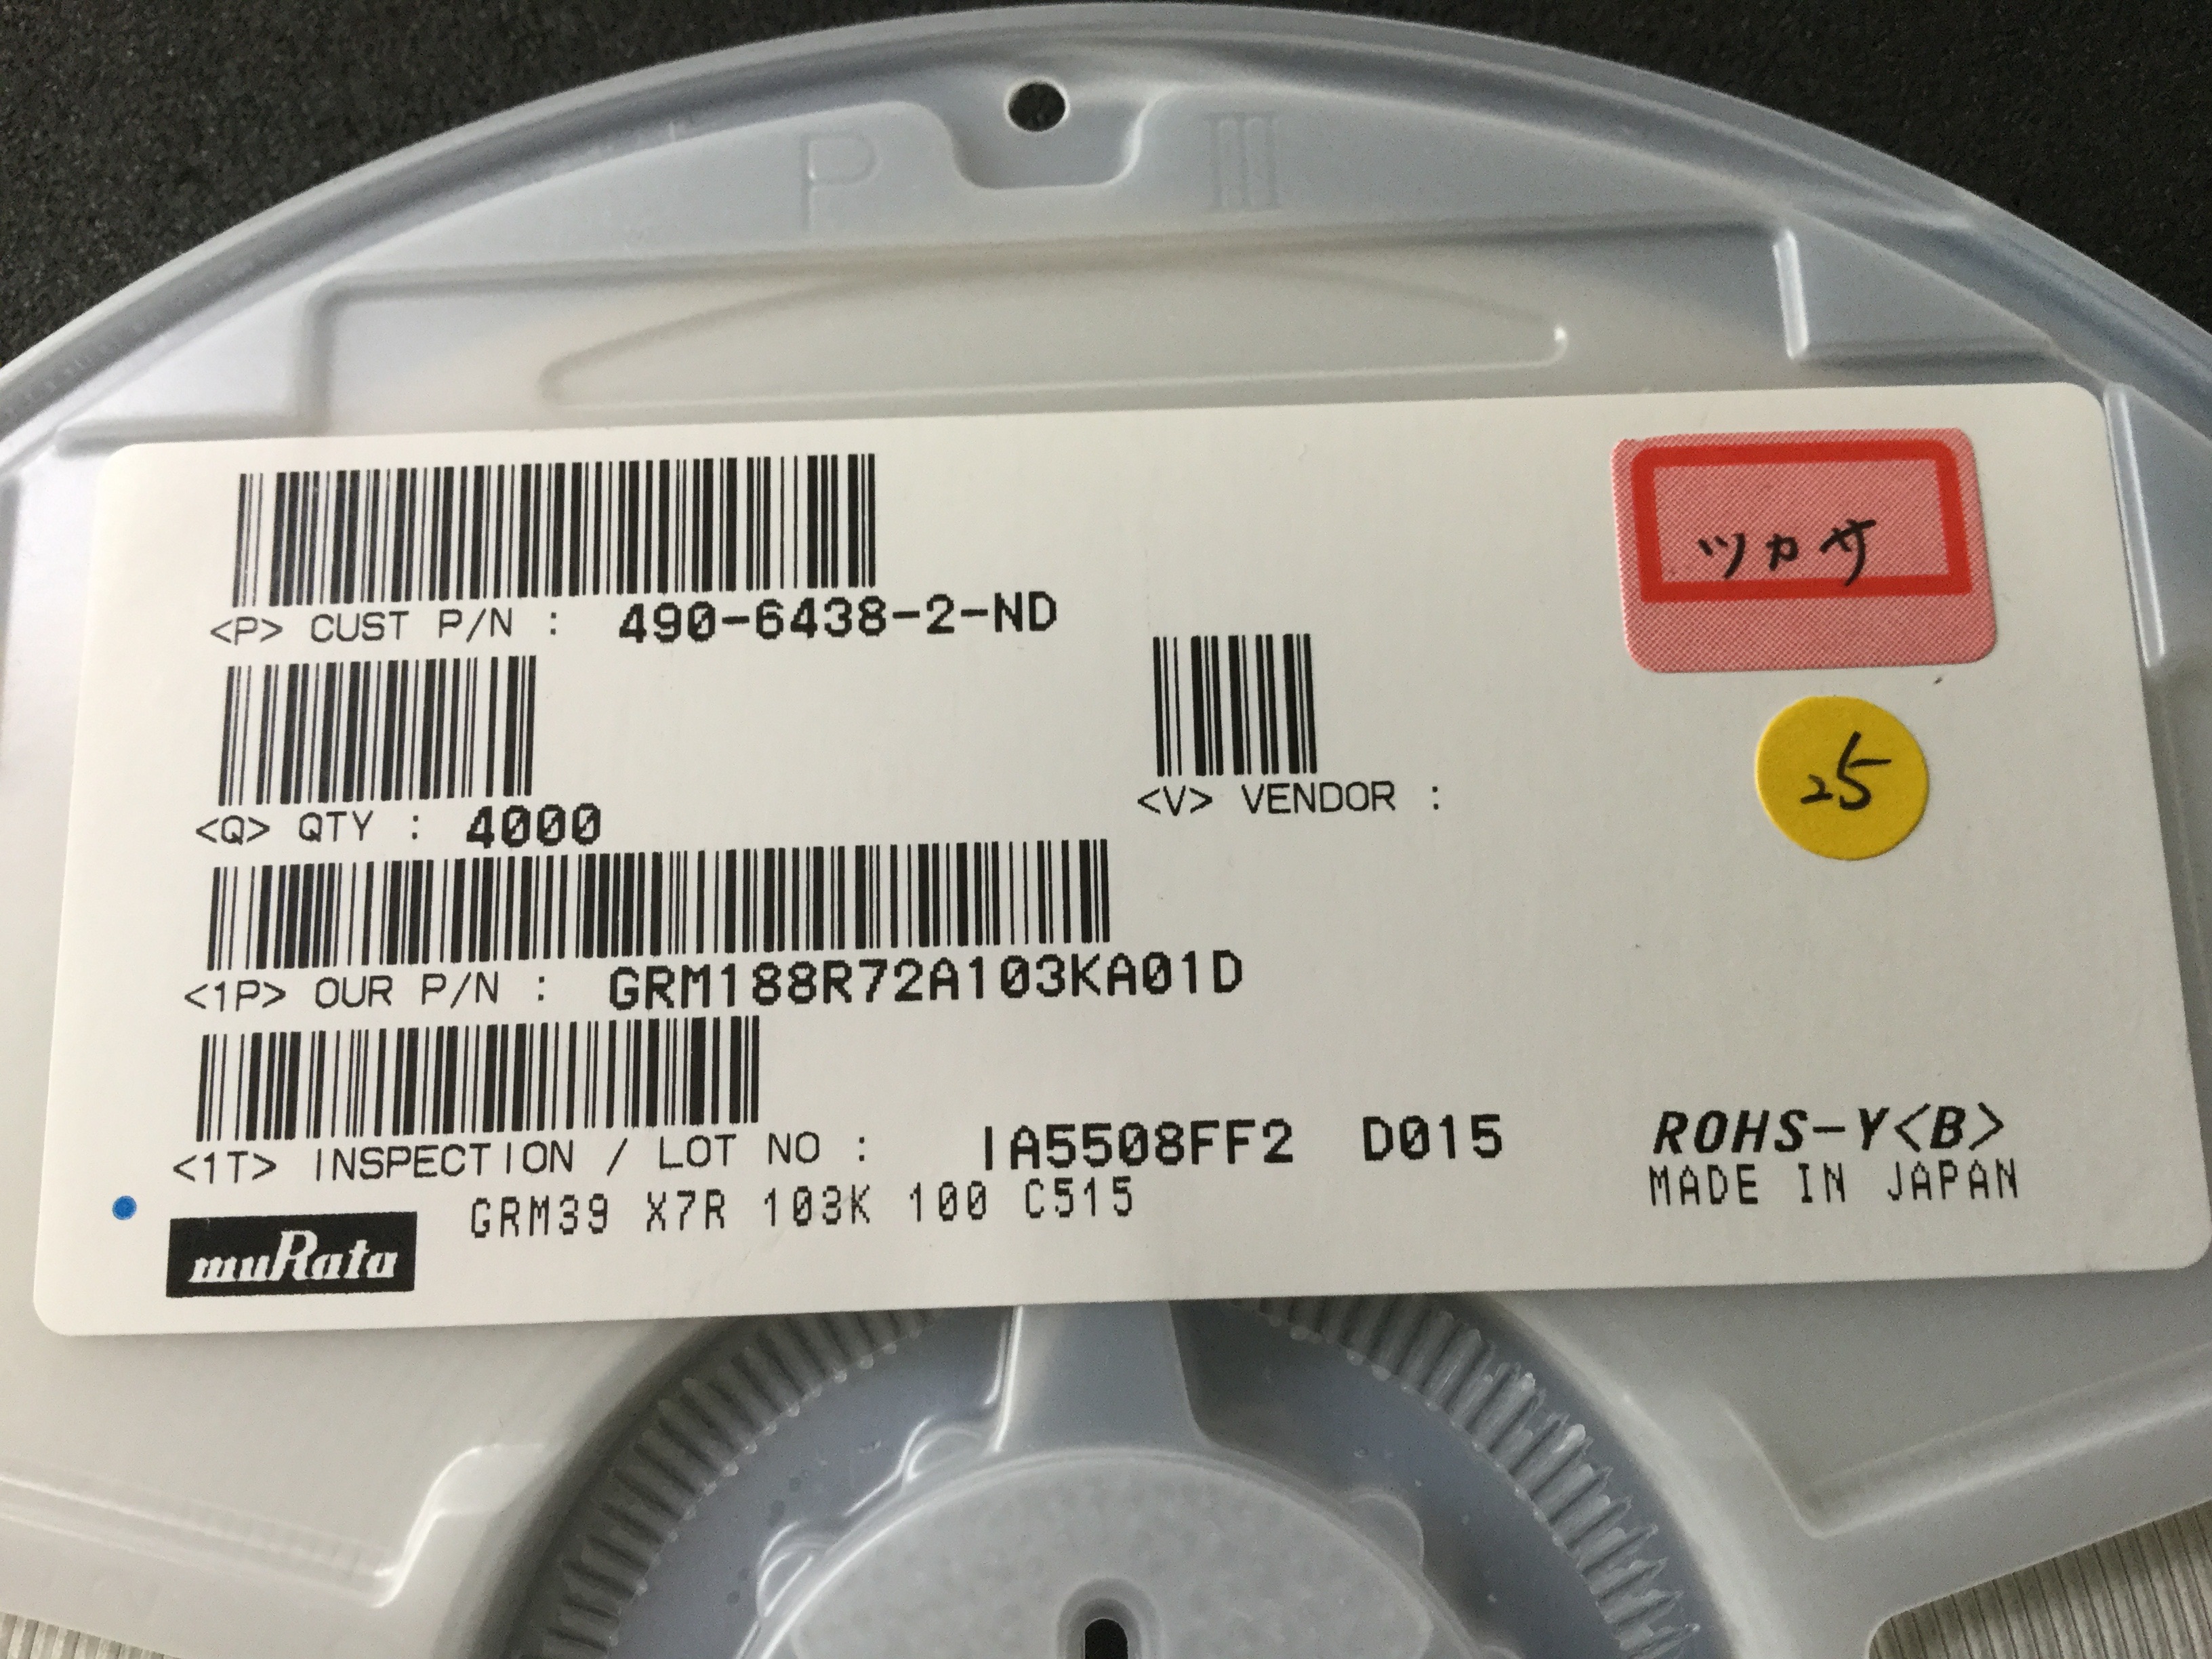 P III
<P> CUST P/N : 490-6438-2-ND
ツカサ
<Q> QTY : 4000
<V> VENDOR :
25
<1P> OUR P/N : GRM188R72A103KA01D
<1T> INSPECTION / LOT NO : IA5508FF2 D015
ROHS-Y<B>
GRM39 X7R 103K 100 C515
MADE IN JAPAN
muRata